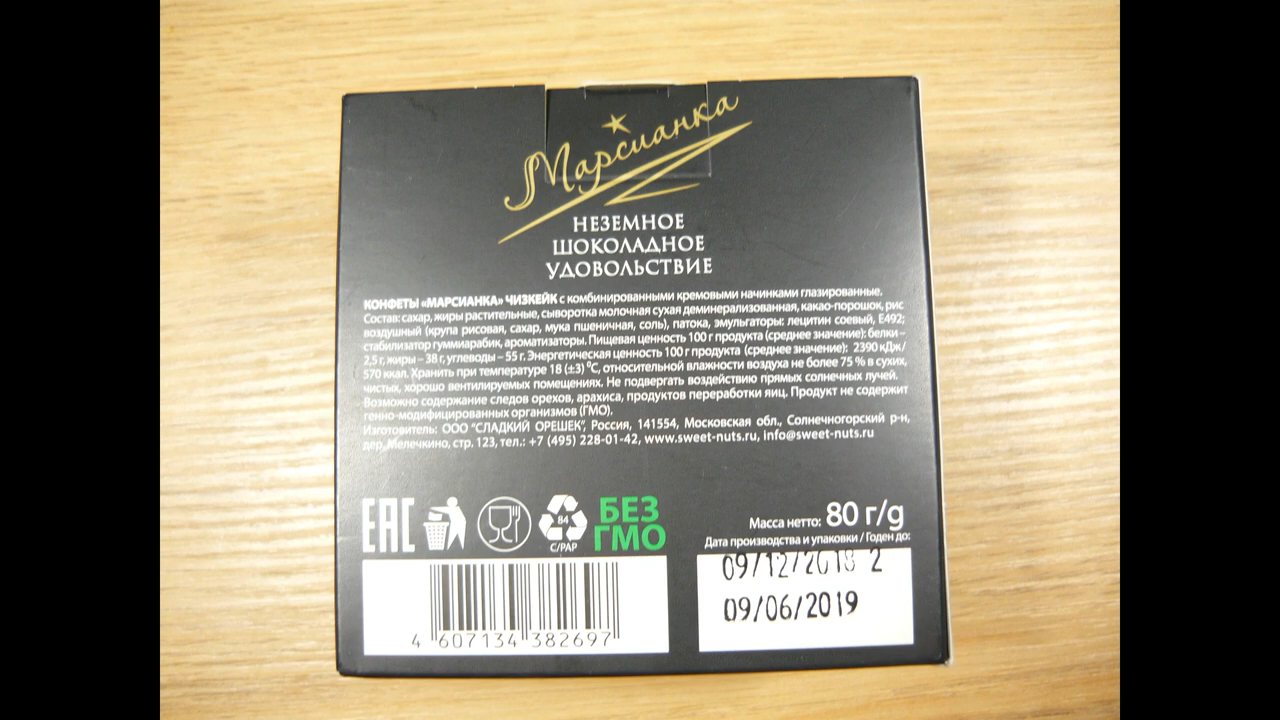 Марсианка
НЕЗЕМНОЕ
ШОКОЛАДНОЕ
УДОВОЛЬСТВИЕ
КОНФЕТЫ «МАРСИАНКА» ЧИЗКЕЙК с комбинированными кремовыми начинками глазированные.
Состав: сахар, жиры растительные, сыворотка молочная сухая деминерализованная, какао-порошок, рис
воздушный (крупа рисовая, сахар, мука пшеничная, соль), патока, эмульгаторы: лецитин соевый, Е492;
стабилизатор гуммиарабик, ароматизаторы. Пищевая ценность 100 г продукта (среднее значение): белки –
2,5 г, жиры – 38 г, углеводы – 55 г. Энергетическая ценность 100 г продукта (среднее значение): 2390 кДж/
570 ккал. Хранить при температуре 18 (±3) °С, относительной влажности воздуха не более 75 % в сухих,
чистых, хорошо вентилируемых помещениях. Не подвергать воздействию прямых солнечных лучей.
Возможно содержание следов орехов, арахиса, продуктов переработки яиц. Продукт не содержит
генно-модифицированных организмов (ГМО).
Изготовитель: ООО "СЛАДКИЙ ОРЕШЕК", Россия, 141554, Московская обл., Солнечногорский р-н,
дер. Мелечкино, стр. 123, тел.: +7 (495) 228-01-42, www.sweet-nuts.ru, info@sweet-nuts.ru
ЕАС
84
C/PAP
БЕЗ
ГМО
Масса нетто: 80 г/g
Дата производства и упаковки / Годен до:
09/12/2018 2
09/06/2019
4 607134 382697